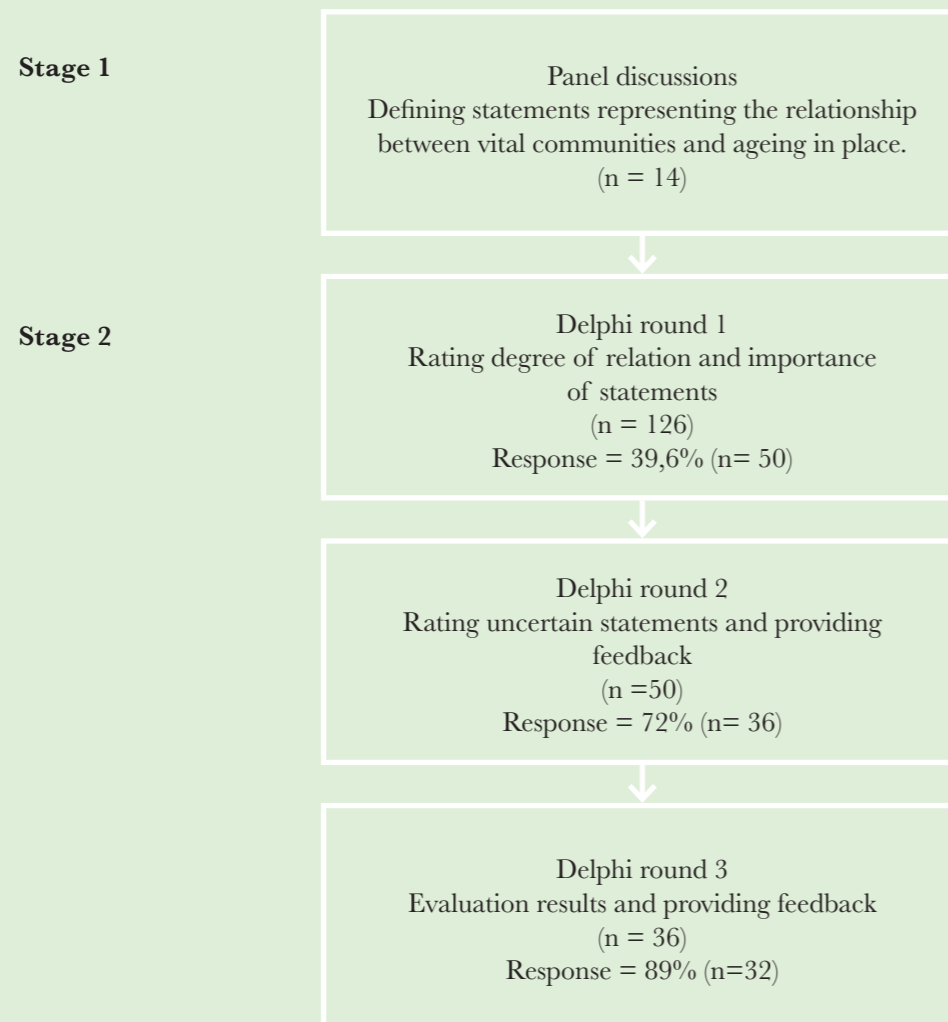 Stage 1
Panel discussions
Defining statements representing the relationship
between vital communities and ageing in place.
(n = 14)
Stage 2
Delphi round 1
Rating degree of relation and importance
of statements
(n = 126)
Response = 39,6% (n= 50)
Delphi round 2
Rating uncertain statements and providing
feedback
(n =50)
Response = 72% (n= 36)
Delphi round 3
Evaluation results and providing feedback
(n = 36)
Response = 89% (n=32)